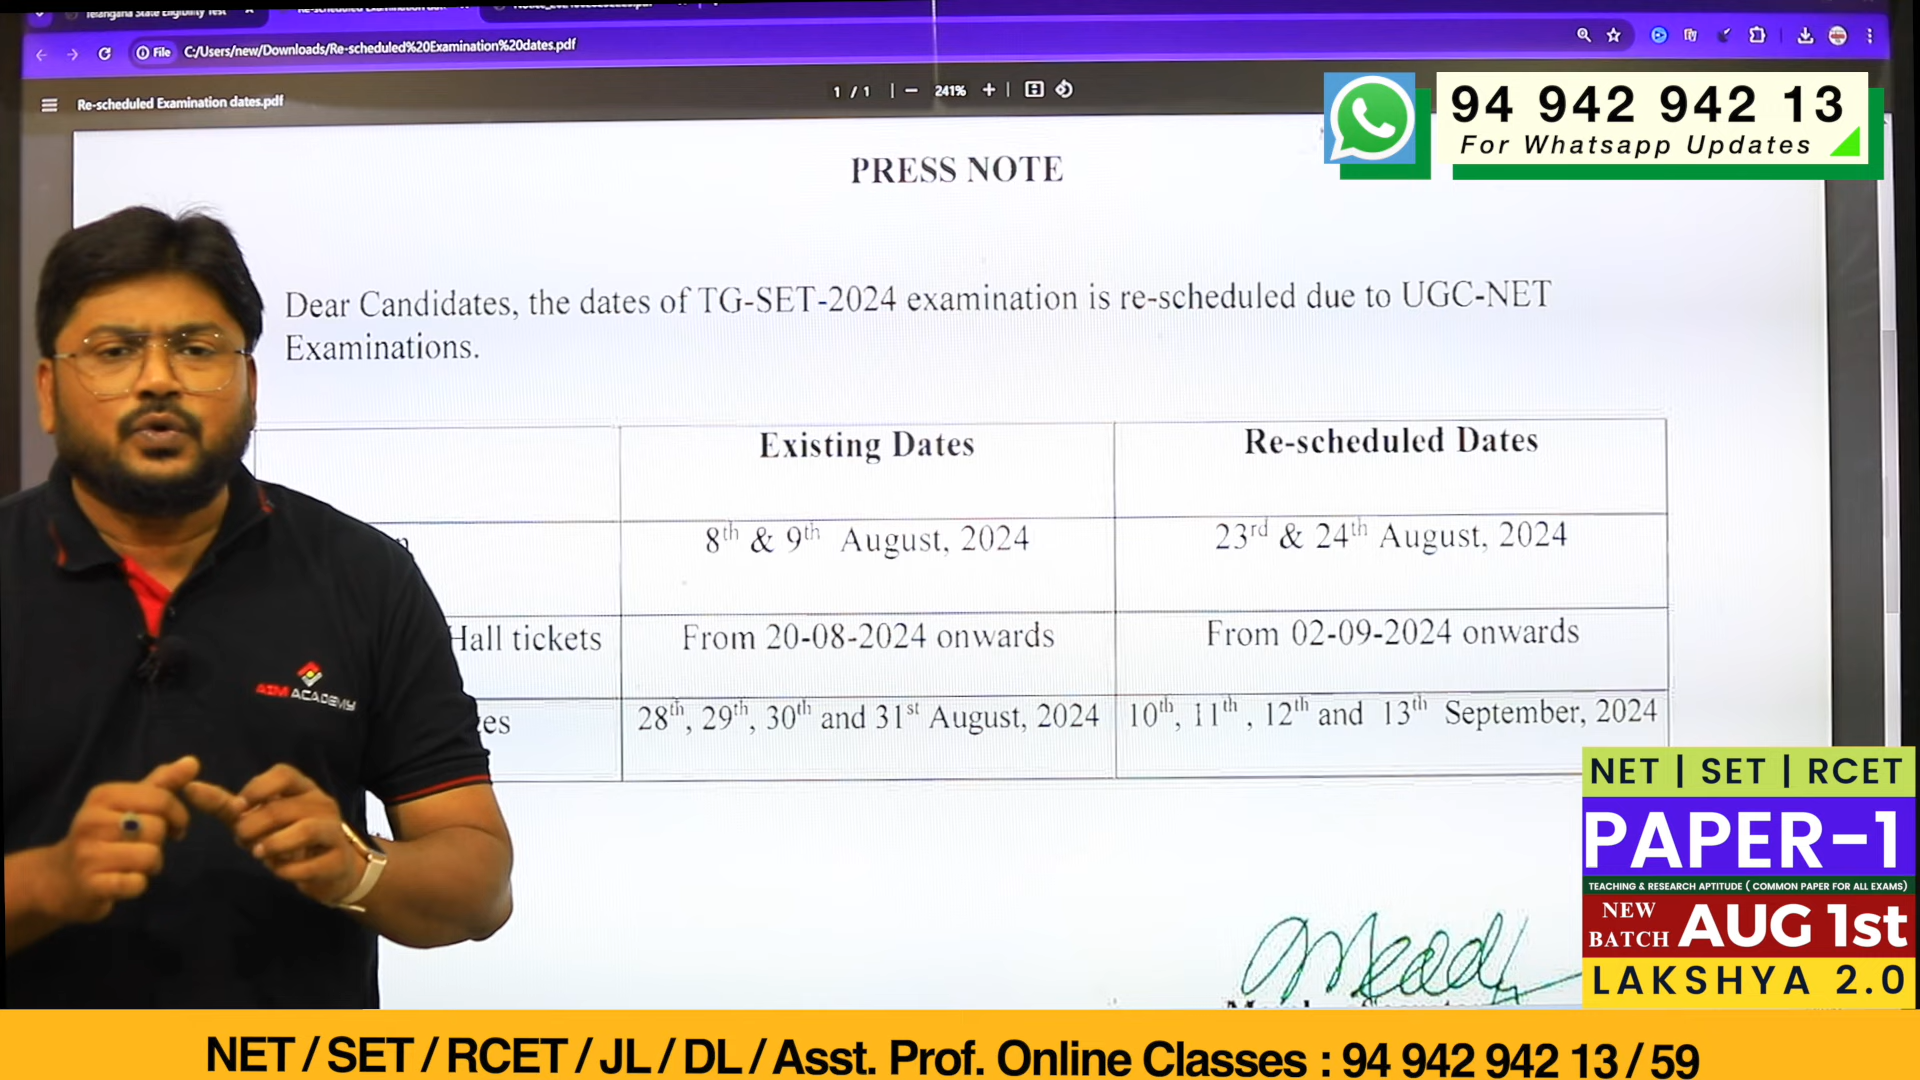 Telangana State Eligibility Test
C:/Users/new/Downloads/Re-scheduled%20Examination%20dates.pdf
File
Re-scheduled Examination dates.pdf
1 / 1 | − 241% + |
94 942 942 13
For Whatsapp Updates
PRESS NOTE
Dear Candidates, the dates of TG-SET-2024 examination is re-scheduled due to UGC-NET
Examinations.
Existing Dates
Re-scheduled Dates
8th & 9th August, 2024
23rd & 24th August, 2024
Hall tickets
From 20-08-2024 onwards
From 02-09-2024 onwards
28th, 29th, 30th and 31st August, 2024
10th, 11th , 12th and 13th September, 2024
AIM ACADEMY
NET | SET | RCET
PAPER-1
TEACHING & RESEARCH APTITUDE ( COMMON PAPER FOR ALL EXAMS)
NEW
BATCH
AUG 1st
LAKSHYA 2.0
NET / SET / RCET / JL / DL / Asst. Prof. Online Classes : 94 942 942 13 / 59